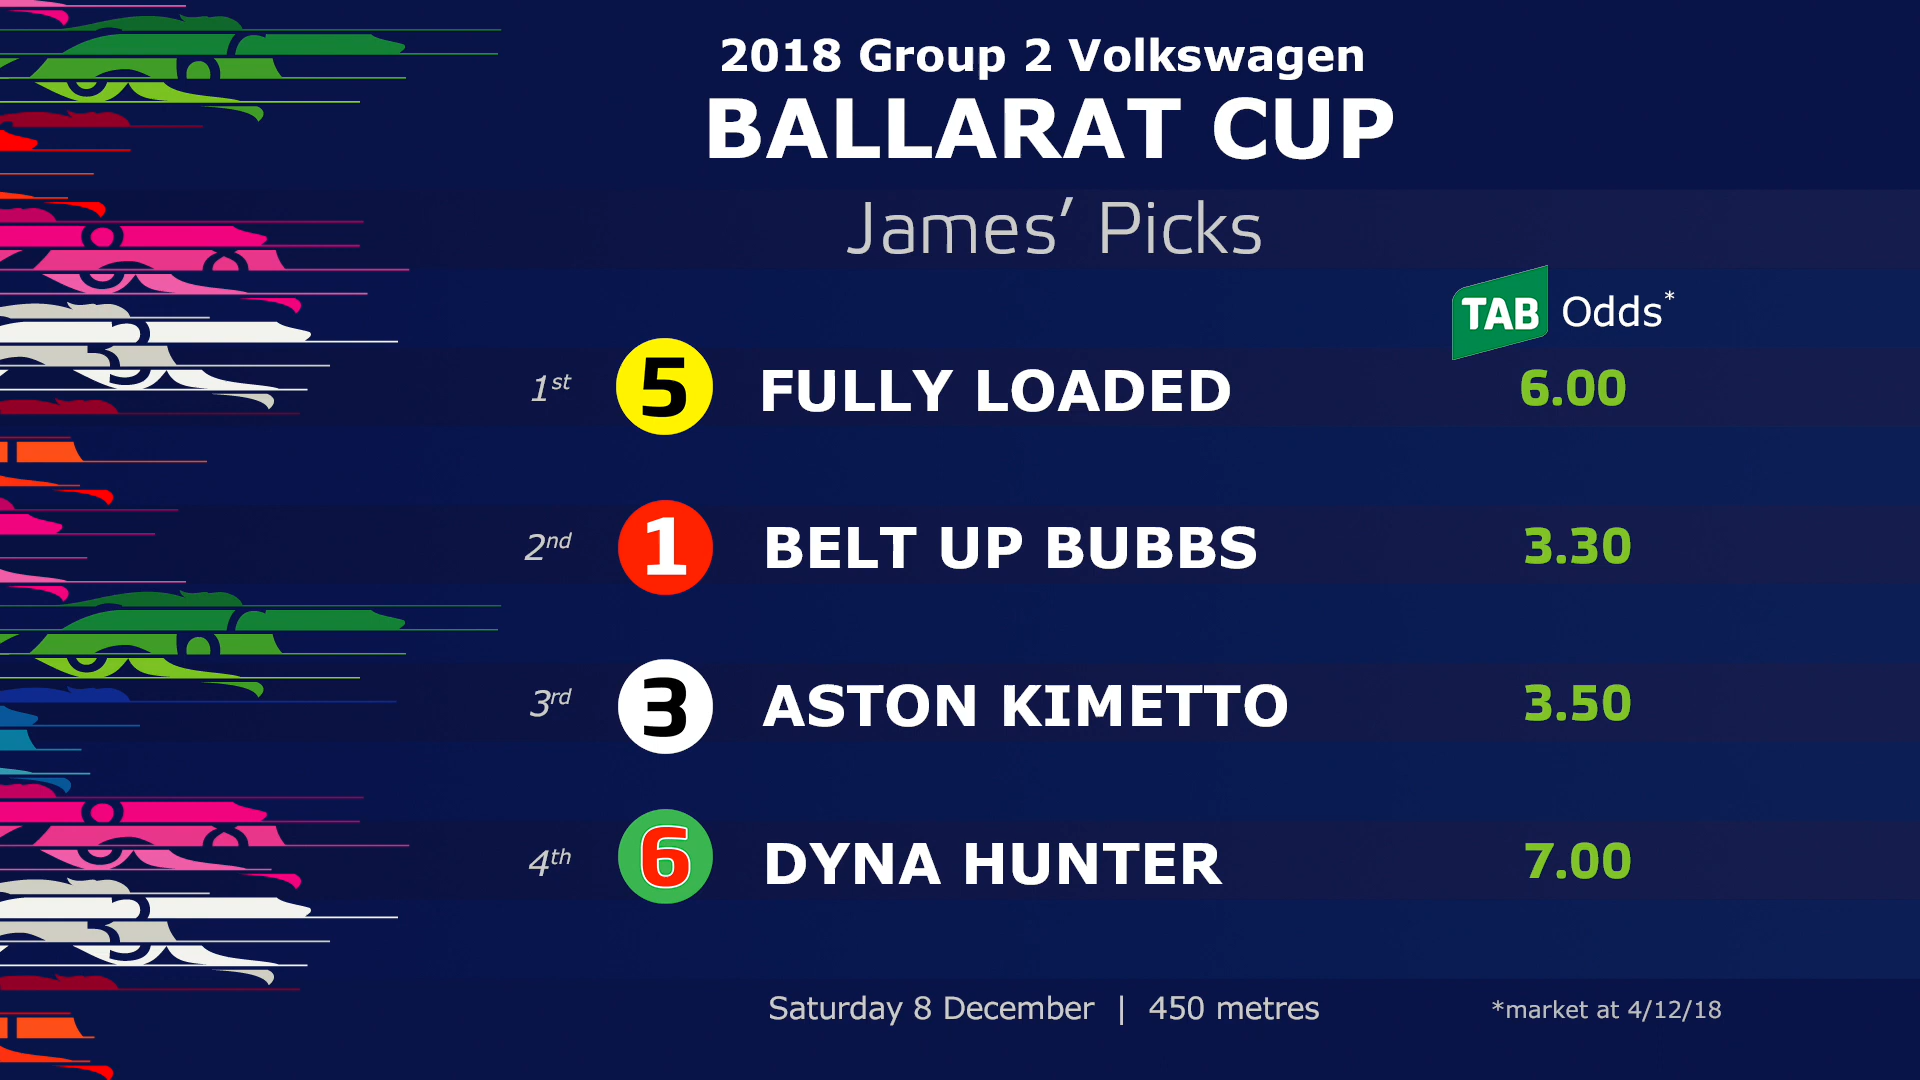 2018 Group 2 Volkswagen
BALLARAT CUP
James’ Picks
TAB Odds*
1st 5 FULLY LOADED 6.00
2nd 1 BELT UP BUBBS 3.30
3rd 3 ASTON KIMETTO 3.50
4th 6 DYNA HUNTER 7.00
Saturday 8 December | 450 metres *market at 4/12/18